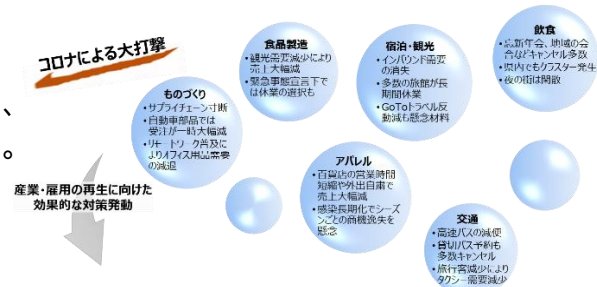 コロナによる大打撃
、
。
産業・雇用の再生に向けた
効果的な対策発動
ものづくり
・サプライチェーン寸断
・自動車部品では
受注が一時大幅減
・リモートワーク普及に
よりオフィス用品需要
の減退
食品製造
・観光需要減少により
売上大幅減
・緊急事態宣言下で
は休業の選択も
宿泊・観光
・インバウンド需要
の消失
・多数の旅館が長
期間休業
・GoToトラベル反
動減も懸念材料
飲食
・忘新年会、地域の会
合などキャンセル多数
・県内でもクラスター発生
・夜の街は閑散
アパレル
・百貨店の営業時間
短縮や外出自粛で
売上大幅減
・感染長期化でシーズ
ンごとの商機逸失を
懸念
交通
・高速バスの減便
・貸切バス予約も
多数キャンセル
・旅行客減少により
タクシー需要減少